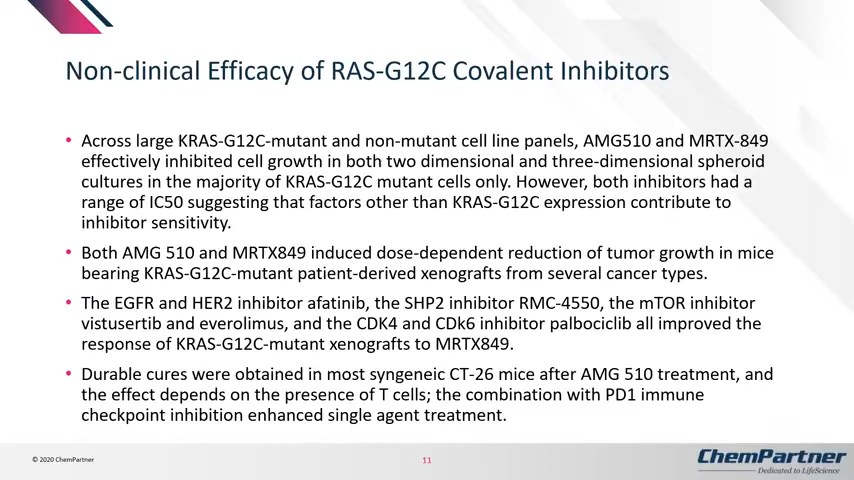 Non-clinical Efficacy of RAS-G12C Covalent Inhibitors
• Across large KRAS-G12C-mutant and non-mutant cell line panels, AMG510 and MRTX-849
effectively inhibited cell growth in both two dimensional and three-dimensional spheroid
cultures in the majority of KRAS-G12C mutant cells only. However, both inhibitors had a
range of IC50 suggesting that factors other than KRAS-G12C expression contribute to
inhibitor sensitivity.
• Both AMG 510 and MRTX849 induced dose-dependent reduction of tumor growth in mice
bearing KRAS-G12C-mutant patient-derived xenografts from several cancer types.
• The EGFR and HER2 inhibitor afatinib, the SHP2 inhibitor RMC-4550, the mTOR inhibitor
vistusertib and everolimus, and the CDK4 and CDk6 inhibitor palbociclib all improved the
response of KRAS-G12C-mutant xenografts to MRTX849.
• Durable cures were obtained in most syngeneic CT-26 mice after AMG 510 treatment, and
the effect depends on the presence of T cells; the combination with PD1 immune
checkpoint inhibition enhanced single agent treatment.
© 2020 ChemPartner
11
ChemPartner
Dedicated to LifeScience